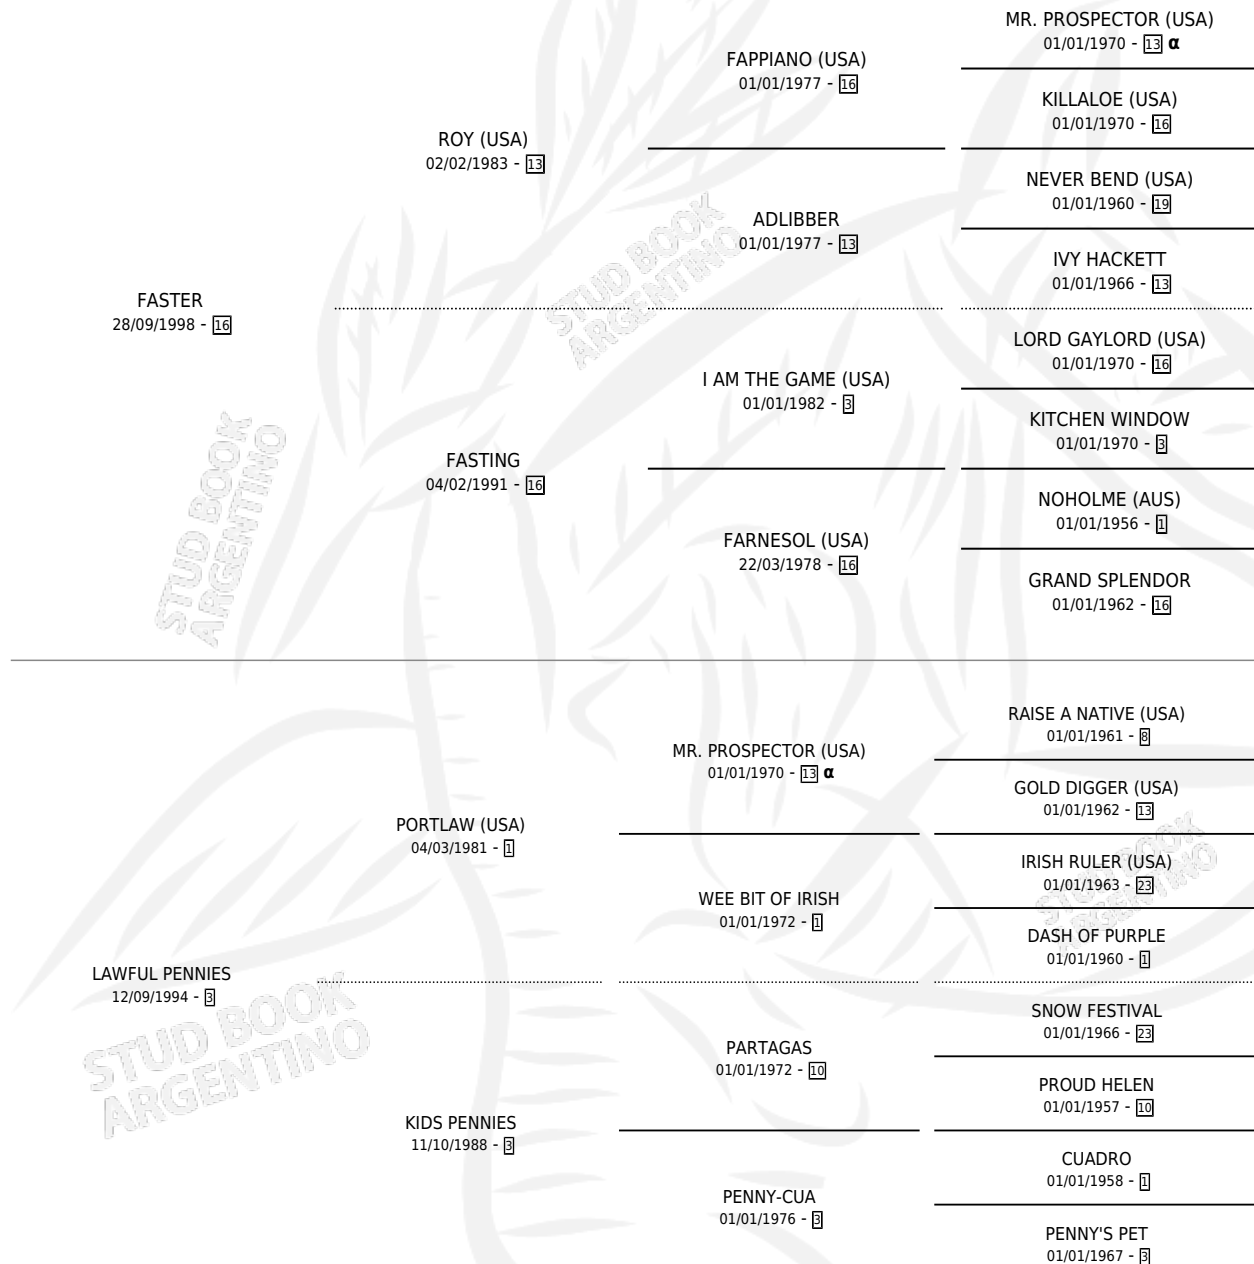 MR. PROSPECTOR (USA)
01/01/1970 - 13 α
FAPPIANO (USA)
01/01/1977 - 16
KILLALOE (USA)
01/01/1970 - 16
ROY (USA)
02/02/1983 - 13
NEVER BEND (USA)
01/01/1960 - 19
ADLIBBER
01/01/1977 - 13
IVY HACKETT
01/01/1966 - 13
FASTER
28/09/1998 - 16
LORD GAYLORD (USA)
01/01/1970 - 16
I AM THE GAME (USA)
01/01/1982 - 3
KITCHEN WINDOW
01/01/1970 - 3
FASTING
04/02/1991 - 16
NOHOLME (AUS)
01/01/1956 - 1
FARNESOL (USA)
22/03/1978 - 16
GRAND SPLENDOR
01/01/1962 - 16
RAISE A NATIVE (USA)
01/01/1961 - 8
MR. PROSPECTOR (USA)
01/01/1970 - 13 α
GOLD DIGGER (USA)
01/01/1962 - 13
PORTLAW (USA)
04/03/1981 - 1
IRISH RULER (USA)
01/01/1963 - 23
WEE BIT OF IRISH
01/01/1972 - 1
DASH OF PURPLE
01/01/1960 - 1
LAWFUL PENNIES
12/09/1994 - 3
SNOW FESTIVAL
01/01/1966 - 23
PARTAGAS
01/01/1972 - 10
PROUD HELEN
01/01/1957 - 10
KIDS PENNIES
11/10/1988 - 3
CUADRO
01/01/1958 - 1
PENNY-CUA
01/01/1976 - 3
PENNY'S PET
01/01/1967 - 3
STUD BOOK
ARGENTINO
STUD BOOK
ARGENTINO
STUD BOOK
ARGENTINO
STUD BOOK
ARGENTINO